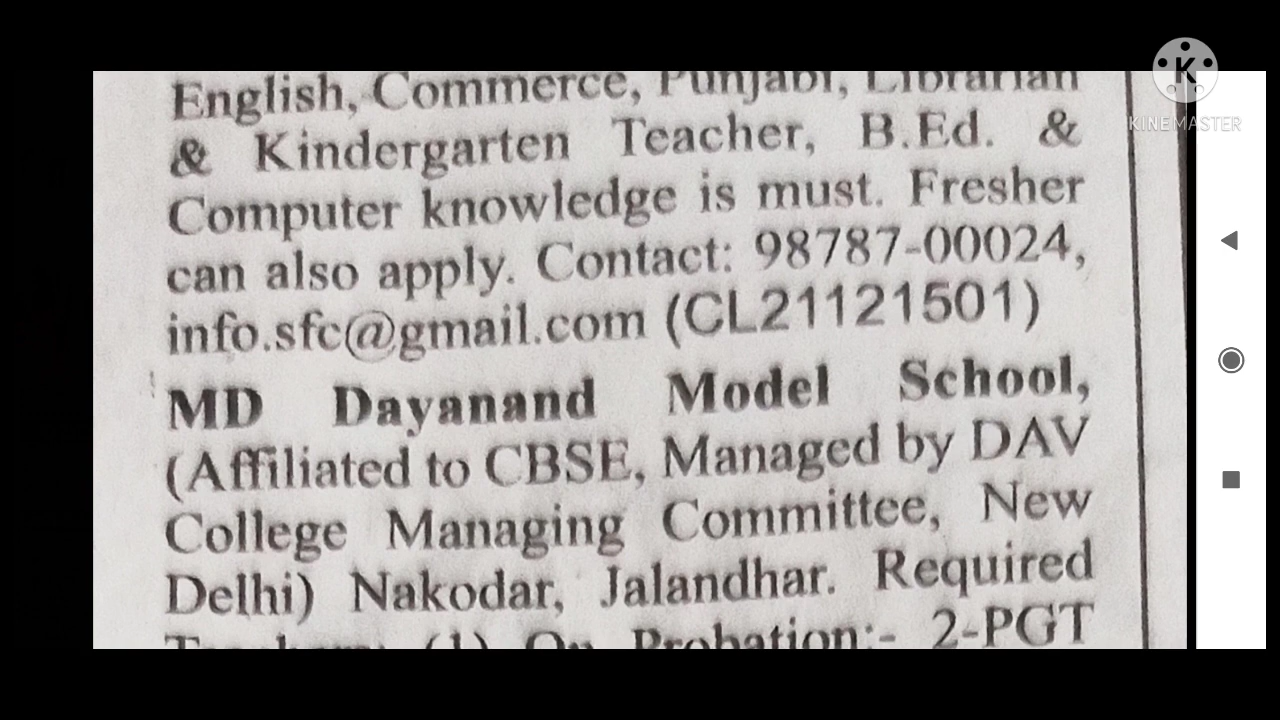 English, Commerce, Punjabi, Librarian
& Kindergarten Teacher, B.Ed. &
Computer knowledge is must. Fresher
can also apply. Contact: 98787-00024,
info.sfc@gmail.com (CL21121501)
MD Dayanand Model School,
(Affiliated to CBSE, Managed by DAV
College Managing Committee, New
Delhi) Nakodar, Jalandhar. Required
Teachers: (1) On Probation:- 2-PGT
K
KINEMASTER